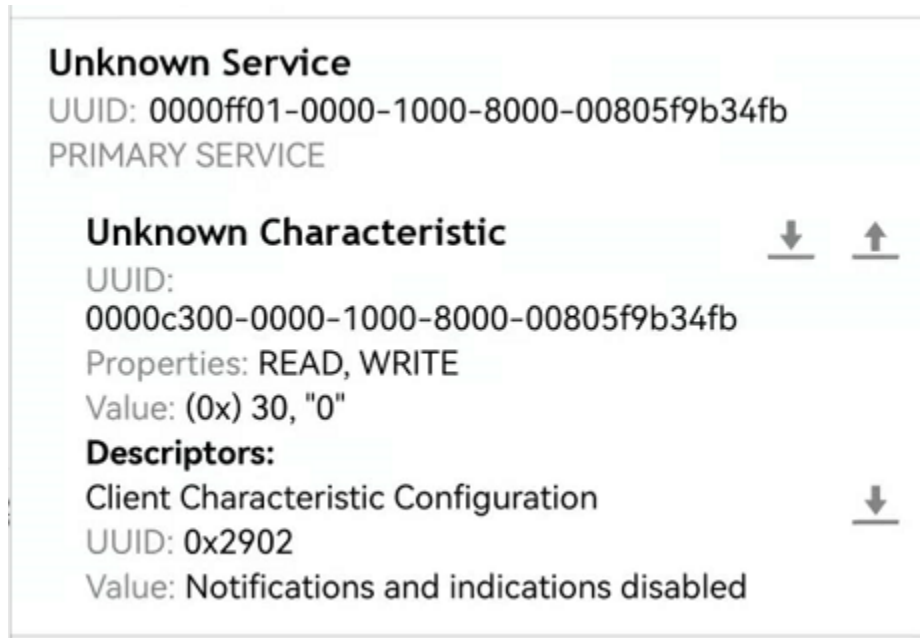 Unknown Service
UUID: 0000ff01-0000-1000-8000-00805f9b34fb
PRIMARY SERVICE
Unknown Characteristic
UUID:
0000c300-0000-1000-8000-00805f9b34fb
Properties: READ, WRITE
Value: (0x) 30, "0"
Descriptors:
Client Characteristic Configuration
UUID: 0x2902
Value: Notifications and indications disabled